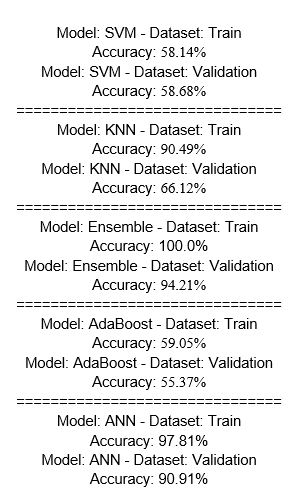 Model: SVM - Dataset: Train
Accuracy: 58.14%
Model: SVM - Dataset: Validation
Accuracy: 58.68%
===============================
Model: KNN - Dataset: Train
Accuracy: 90.49%
Model: KNN - Dataset: Validation
Accuracy: 66.12%
===============================
Model: Ensemble - Dataset: Train
Accuracy: 100.0%
Model: Ensemble - Dataset: Validation
Accuracy: 94.21%
===============================
Model: AdaBoost - Dataset: Train
Accuracy: 59.05%
Model: AdaBoost - Dataset: Validation
Accuracy: 55.37%
===============================
Model: ANN - Dataset: Train
Accuracy: 97.81%
Model: ANN - Dataset: Validation
Accuracy: 90.91%